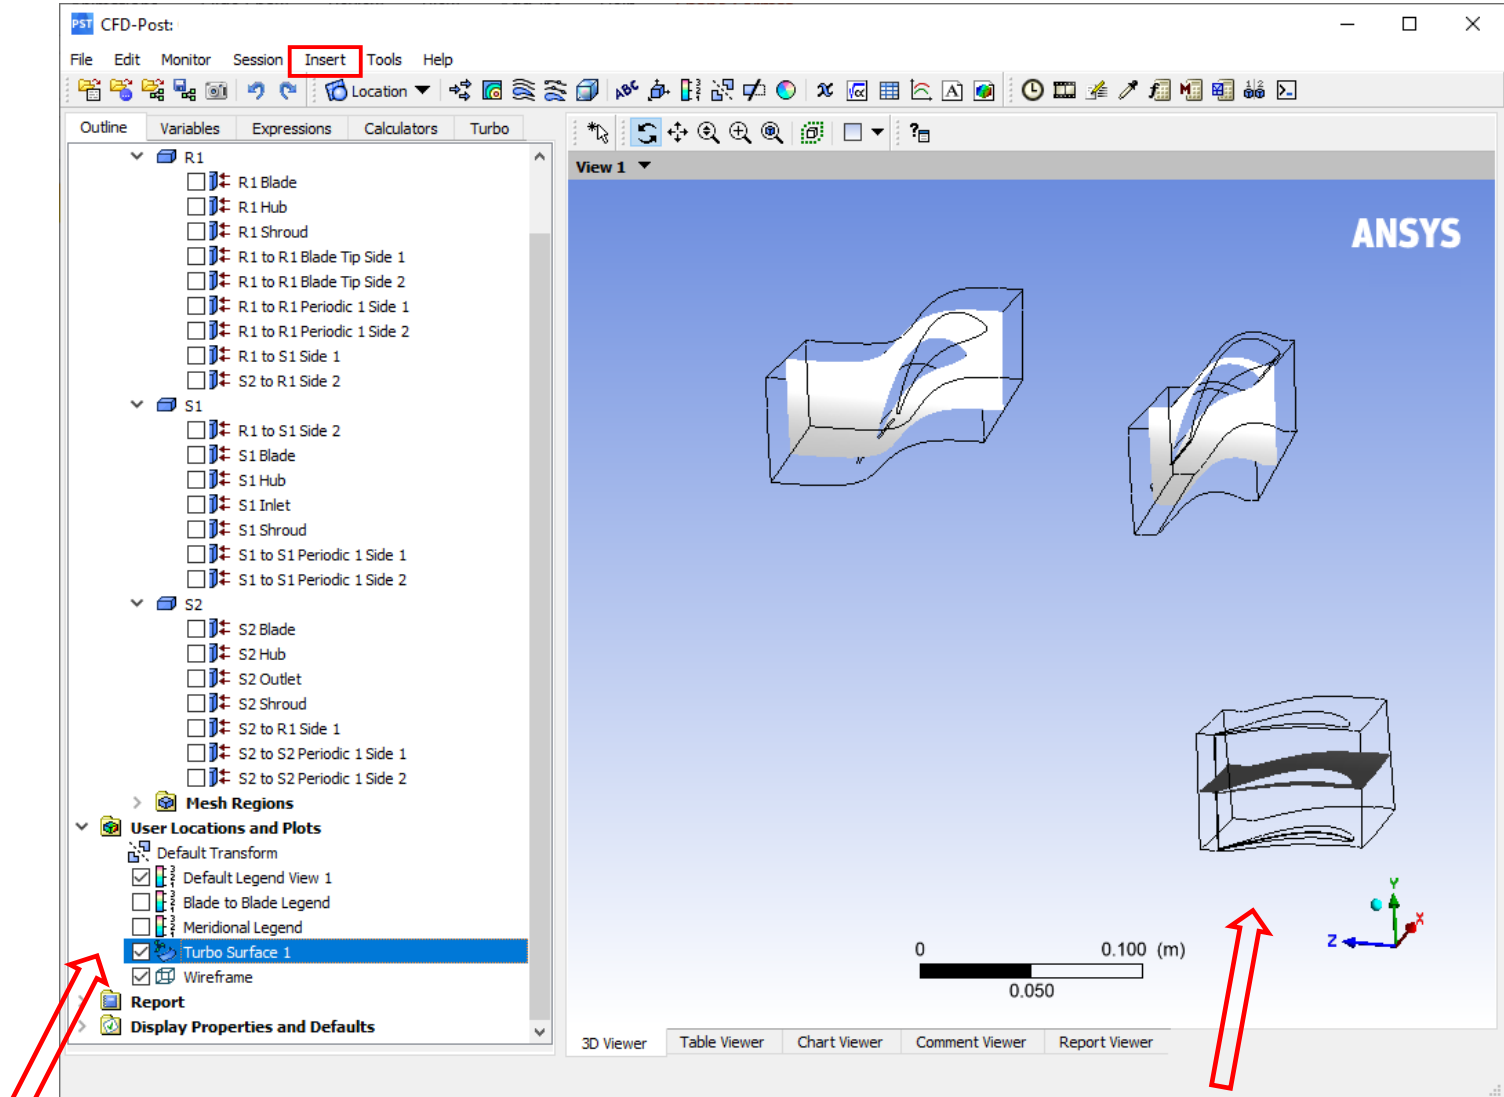 PST CFD-Post:
File Edit Monitor Session Insert Tools Help
Location
Outline Variables Expressions Calculators Turbo
View 1
R1
R1 Blade
R1 Hub
R1 Shroud
R1 to R1 Blade Tip Side 1
R1 to R1 Blade Tip Side 2
R1 to R1 Periodic 1 Side 1
R1 to R1 Periodic 1 Side 2
R1 to S1 Side 1
S2 to R1 Side 2
S1
R1 to S1 Side 2
S1 Blade
S1 Hub
S1 Inlet
S1 Shroud
S1 to S1 Periodic 1 Side 1
S1 to S1 Periodic 1 Side 2
S2
S2 Blade
S2 Hub
S2 Outlet
S2 Shroud
S2 to R1 Side 1
S2 to S2 Periodic 1 Side 1
S2 to S2 Periodic 1 Side 2
Mesh Regions
User Locations and Plots
Default Transform
Default Legend View 1
Blade to Blade Legend
Meridional Legend
Turbo Surface 1
Wireframe
Report
Display Properties and Defaults
ANSYS
Y
X
Z
0 0.100 (m)
0.050
3D Viewer Table Viewer Chart Viewer Comment Viewer Report Viewer